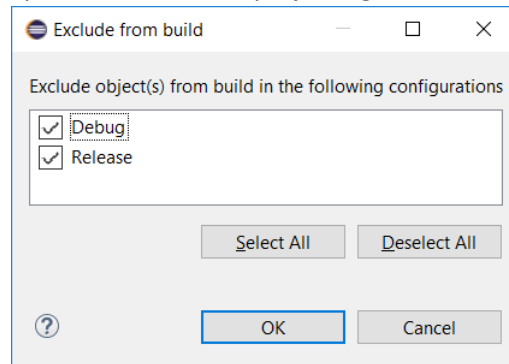 Exclude from build
Exclude object(s) from build in the following configurations
Debug
Release
Select All
Deselect All
OK
Cancel